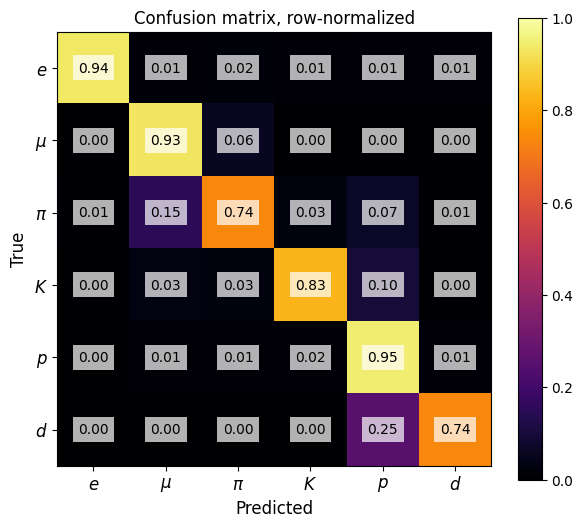 Confusion matrix, row-normalized
True
e 0.94 0.01 0.02 0.01 0.01 0.01
μ 0.00 0.93 0.06 0.00 0.00 0.00
π 0.01 0.15 0.74 0.03 0.07 0.01
K 0.00 0.03 0.03 0.83 0.10 0.00
p 0.00 0.01 0.01 0.02 0.95 0.01
d 0.00 0.00 0.00 0.00 0.25 0.74
e μ π K p d
Predicted
1.0
0.8
0.6
0.4
0.2
0.0